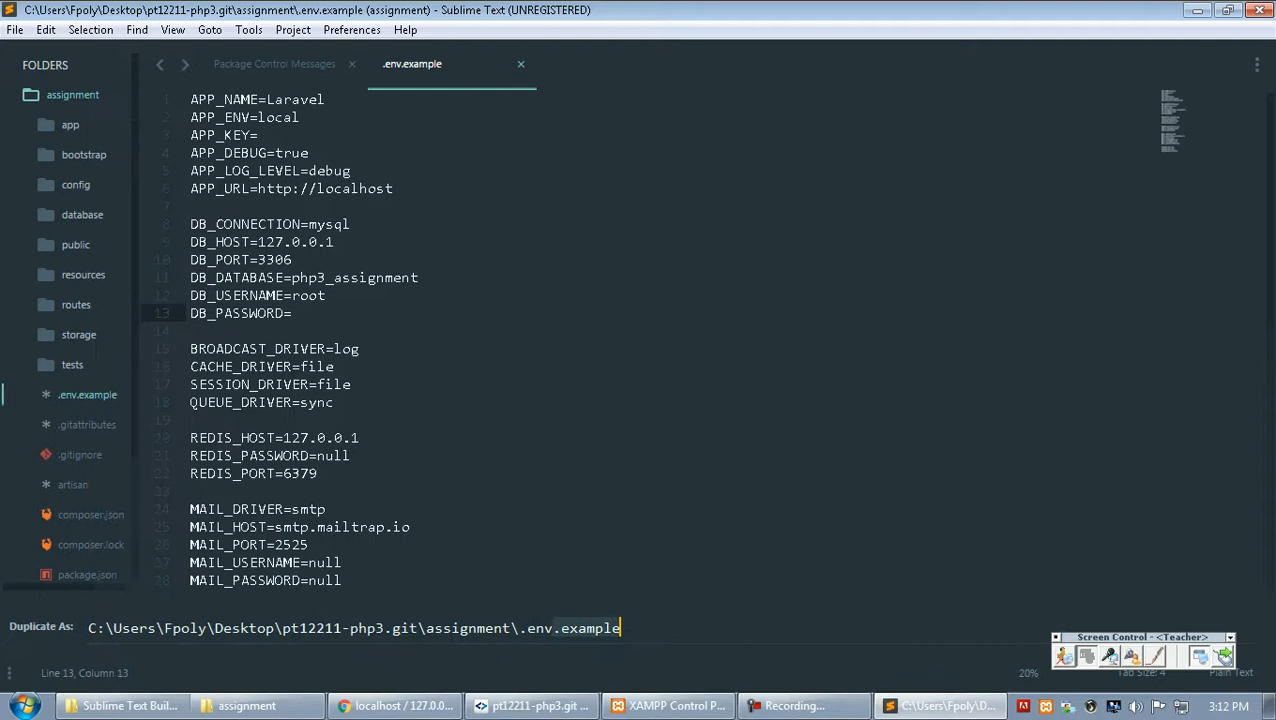 C:\Users\Fpoly\Desktop\pt12211-php3.git\assignment\.env.example (assignment) - Sublime Text (UNREGISTERED)
File Edit Selection Find View Goto Tools Project Preferences Help
FOLDERS
assignment
app
bootstrap
config
database
public
resources
routes
storage
tests
.env.example
.gitattributes
.gitignore
artisan
composer.json
composer.lock
package.json
Package Control Messages
.env.example
1 APP_NAME=Laravel
2 APP_ENV=local
3 APP_KEY=
4 APP_DEBUG=true
5 APP_LOG_LEVEL=debug
6 APP_URL=http://localhost
8 DB_CONNECTION=mysql
9 DB_HOST=127.0.0.1
10 DB_PORT=3306
11 DB_DATABASE=php3_assignment
12 DB_USERNAME=root
13 DB_PASSWORD=
14
15 BROADCAST_DRIVER=log
16 CACHE_DRIVER=file
17 SESSION_DRIVER=file
18 QUEUE_DRIVER=sync
19
20 REDIS_HOST=127.0.0.1
21 REDIS_PASSWORD=null
22 REDIS_PORT=6379
23
24 MAIL_DRIVER=smtp
25 MAIL_HOST=smtp.mailtrap.io
26 MAIL_PORT=2525
27 MAIL_USERNAME=null
28 MAIL_PASSWORD=null
Duplicate As: C:\Users\Fpoly\Desktop\pt12211-php3.git\assignment\.env.example
Screen Control - <Teacher>
Line 13, Column 13
20%
Tab Size: 4
Plain Text
Sublime Text Buil...
assignment
localhost / 127.0....
pt12211-php3.git ...
XAMPP Control P...
Recording...
C:\Users\Fpoly\D...
3:12 PM